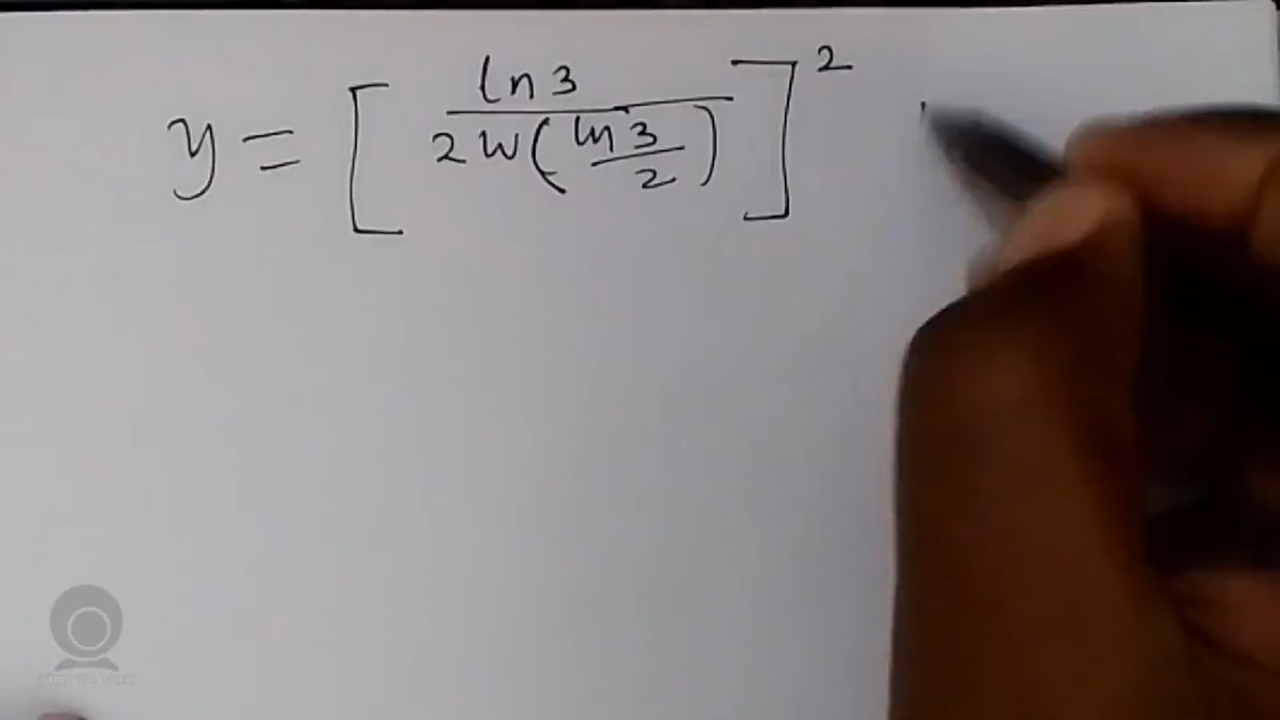 y = [ ln 3 / 2W( ln 3 / 2 ) ]^2